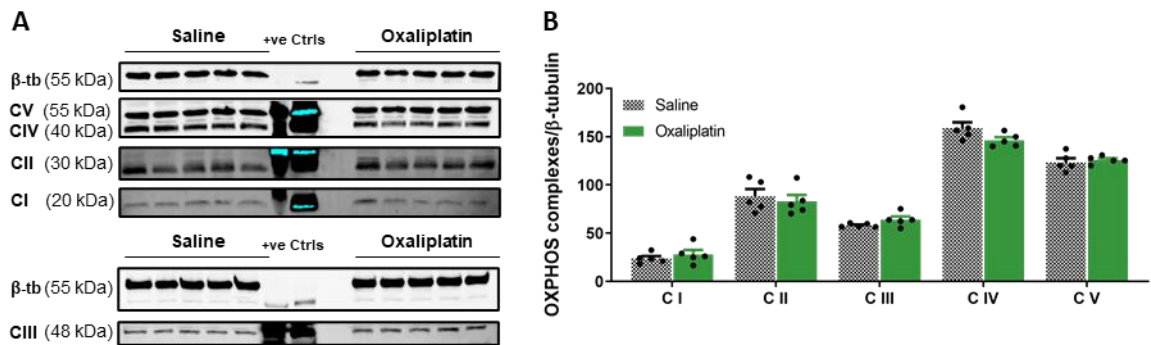 A
Saline +ve Ctrls Oxaliplatin
β-tb (55 kDa)
CV (55 kDa)
CIV (40 kDa)
CII (30 kDa)
CI (20 kDa)
Saline +ve Ctrls Oxaliplatin
β-tb (55 kDa)
CIII (48 kDa)
B
OXPHOS complexes/β-tubulin
200
150
100
50
0
Saline
Oxaliplatin
C I C II C III C IV C V